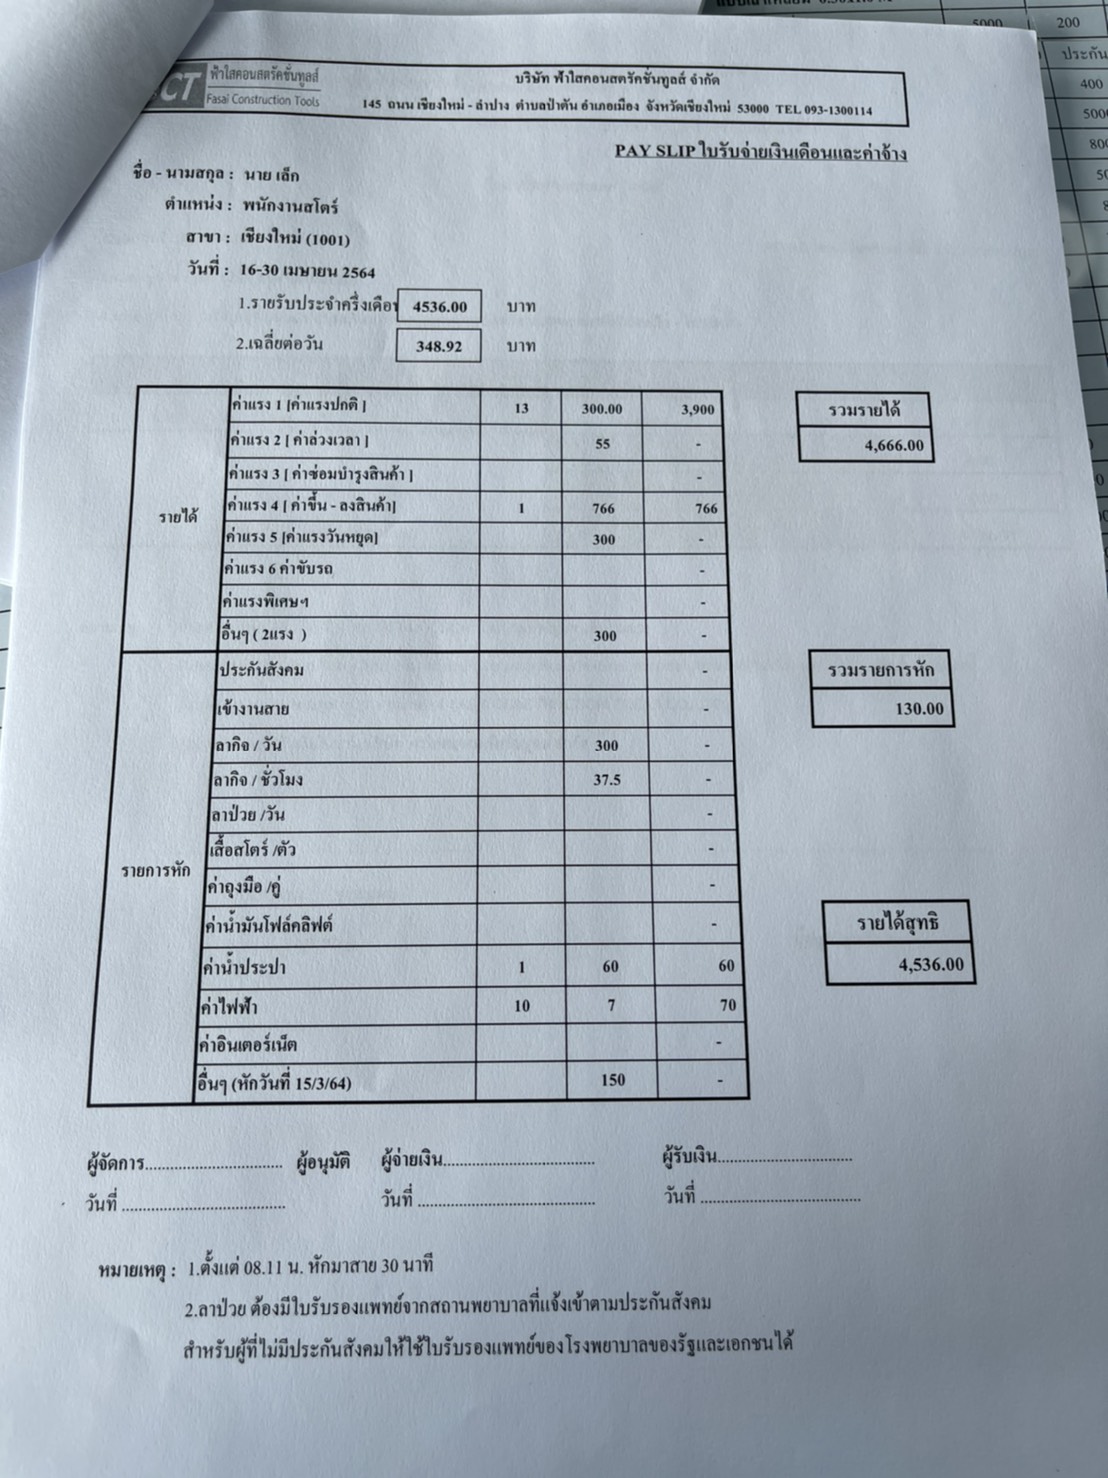 แบบเผาเหนยม
5000 200
ประกัน
400
5000
800
CT ฟ้าใสคอนสตรัคชั่นทูลส์
Fasai Construction Tools
บริษัท ฟ้าใสคอนสตรัคชั่นทูลส์ จำกัด
145 ถนน เชียงใหม่ - ลำปาง ตำบลป่าตัน อำเภอเมือง จังหวัดเชียงใหม่ 53000 TEL 093-1300114
PAY SLIP ใบรับจ่ายเงินเดือนและค่าจ้าง
ชื่อ - นามสกุล : นาย เล็ก
ตำแหน่ง : พนักงานสโตร์
สาขา : เชียงใหม่ (1001)
วันที่ : 16-30 เมษายน 2564
1.รายรับประจำครึ่งเดือน 4536.00 บาท
2.เฉลี่ยต่อวัน 348.92 บาท
รายได้
ค่าแรง 1 [ค่าแรงปกติ ] 13 300.00 3,900
ค่าแรง 2 [ ค่าล่วงเวลา ] 55 -
ค่าแรง 3 [ ค่าซ่อมบำรุงสินค้า ] -
ค่าแรง 4 [ ค่าขึ้น - ลงสินค้า] 1 766 766
ค่าแรง 5 [ค่าแรงวันหยุด] 300 -
ค่าแรง 6 ค่าขับรถ -
ค่าแรงพิเศษฯ -
อื่นๆ ( 2แรง ) 300 -
รวมรายได้
4,666.00
รายการหัก
ประกันสังคม -
เข้างานสาย -
ลากิจ / วัน 300 -
ลากิจ / ชั่วโมง 37.5 -
ลาป่วย /วัน -
เสื้อสโตร์ /ตัว -
ค่าถุงมือ /คู่ -
ค่าน้ำมันโฟล์คลิฟต์ -
ค่าน้ำประปา 1 60 60
ค่าไฟฟ้า 10 7 70
ค่าอินเตอร์เน็ต -
อื่นๆ (หักวันที่ 15/3/64) 150 -
รวมรายการหัก
130.00
รายได้สุทธิ
4,536.00
ผู้จัดการ................................ ผู้อนุมัติ ผู้จ่ายเงิน.................................... ผู้รับเงิน................................
วันที่ ....................................... วันที่ .......................................... วันที่ ......................................
หมายเหตุ : 1.ตั้งแต่ 08.11 น. หักมาสาย 30 นาที
2.ลาป่วย ต้องมีใบรับรองแพทย์จากสถานพยาบาลที่แจ้งเข้าตามประกันสังคม
สำหรับผู้ที่ไม่มีประกันสังคมให้ใช้ใบรับรองแพทย์ของโรงพยาบาลของรัฐและเอกชนได้